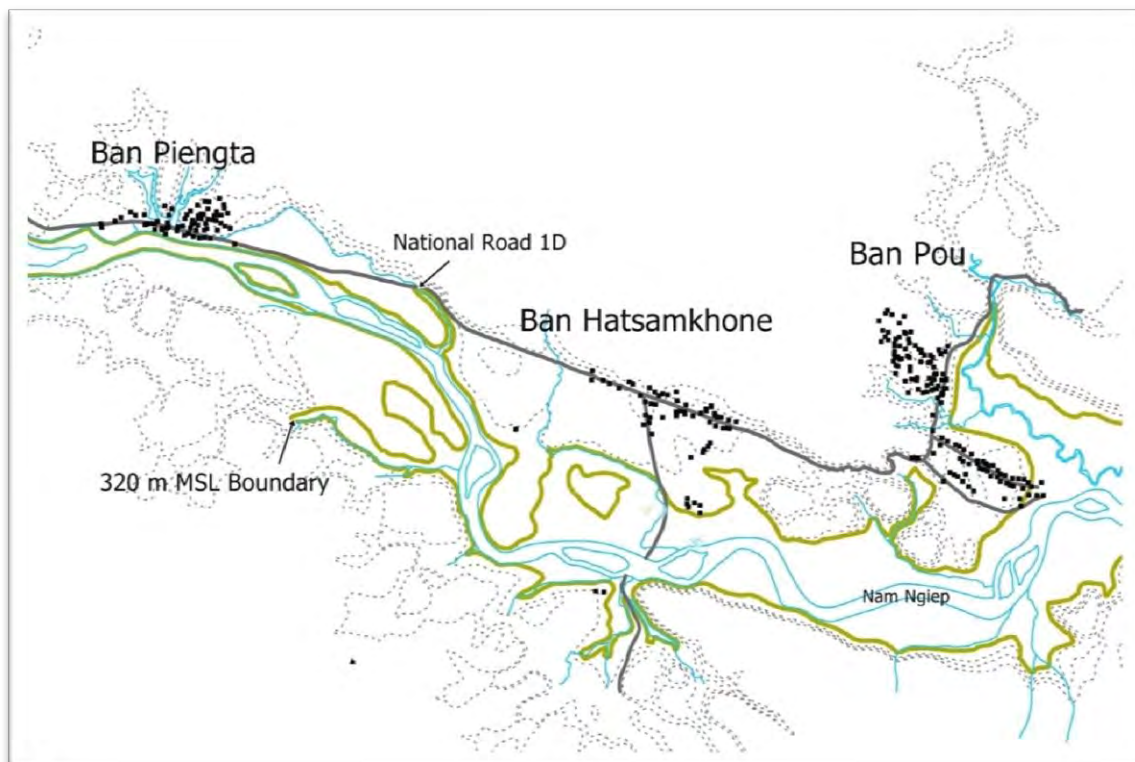 Ban Piengta
National Road 1D
Ban Pou
Ban Hatsamkhone
320 m MSL Boundary
Nam Ngiep